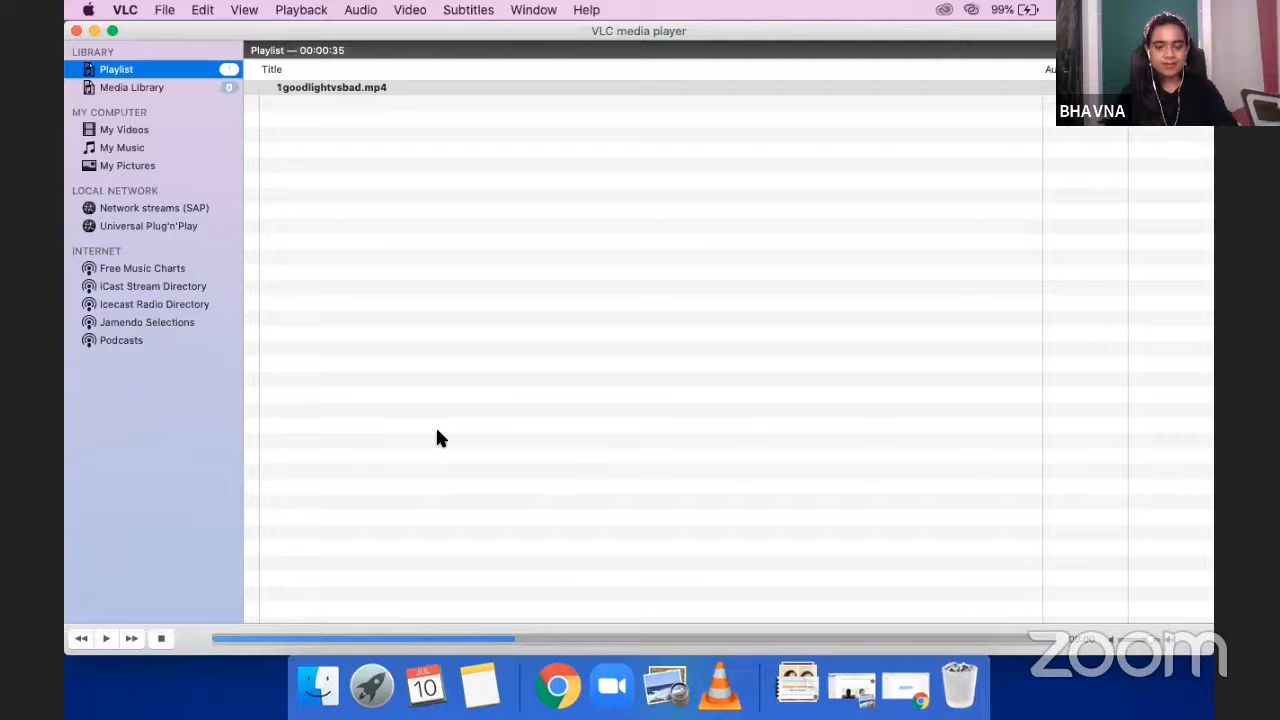 VLC File Edit View Playback Audio Video Subtitles Window Help 99%
VLC media player
BHAVNA
LIBRARY
Playlist 1
Media Library 0
MY COMPUTER
My Videos
My Music
My Pictures
LOCAL NETWORK
Network streams (SAP)
Universal Plug'n'Play
INTERNET
Free Music Charts
iCast Stream Directory
Icecast Radio Directory
Jamendo Selections
Podcasts
Playlist — 00:00:35
Title
1goodlightvsbad.mp4
zoom
JUL
10